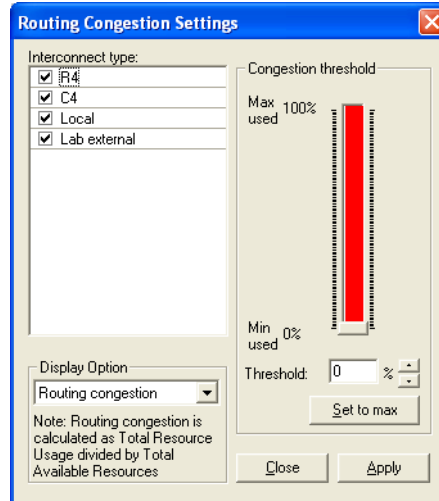 Routing Congestion Settings
Interconnect type:
R4
C4
Local
Lab external
Congestion threshold
Max used 100%
Min used 0%
Threshold: 0 %
Set to max
Display Option
Routing congestion
Note: Routing congestion is
calculated as Total Resource
Usage divided by Total
Available Resources
Close
Apply